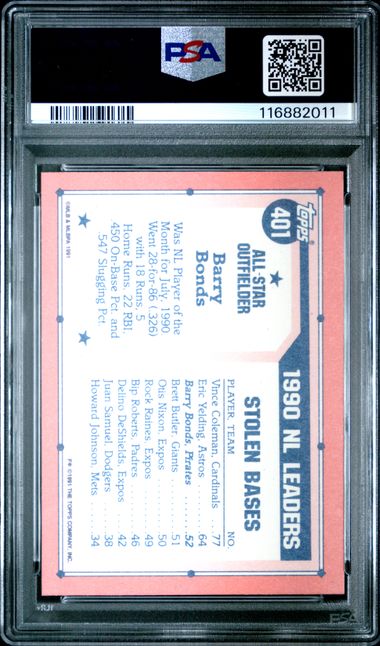 PSA
116882011
Topps
401
1990 NL LEADERS
ALL-STAR
OUTFIELDER
Barry
Bonds
Was NL Player of the
Month for July, 1990
Went 28-for-86 (.326)
with 18 Runs, 5
Home Runs, 22 RBI,
.450 On-Base Pct. and
.547 Slugging Pct.
STOLEN BASES
PLAYER TEAM NO.
Vince Coleman, Cardinals 77
Eric Yelding, Astros 64
Barry Bonds, Pirates 52
Brett Butler, Giants 51
Otis Nixon, Expos 50
Rock Raines, Expos 49
Bip Roberts, Padres 46
Delino DeShields, Expos 42
Juan Samuel, Dodgers 38
Howard Johnson, Mets 34
©MLB & MLBPA 1991
F* ©1991 THE TOPPS COMPANY, INC.
PSA